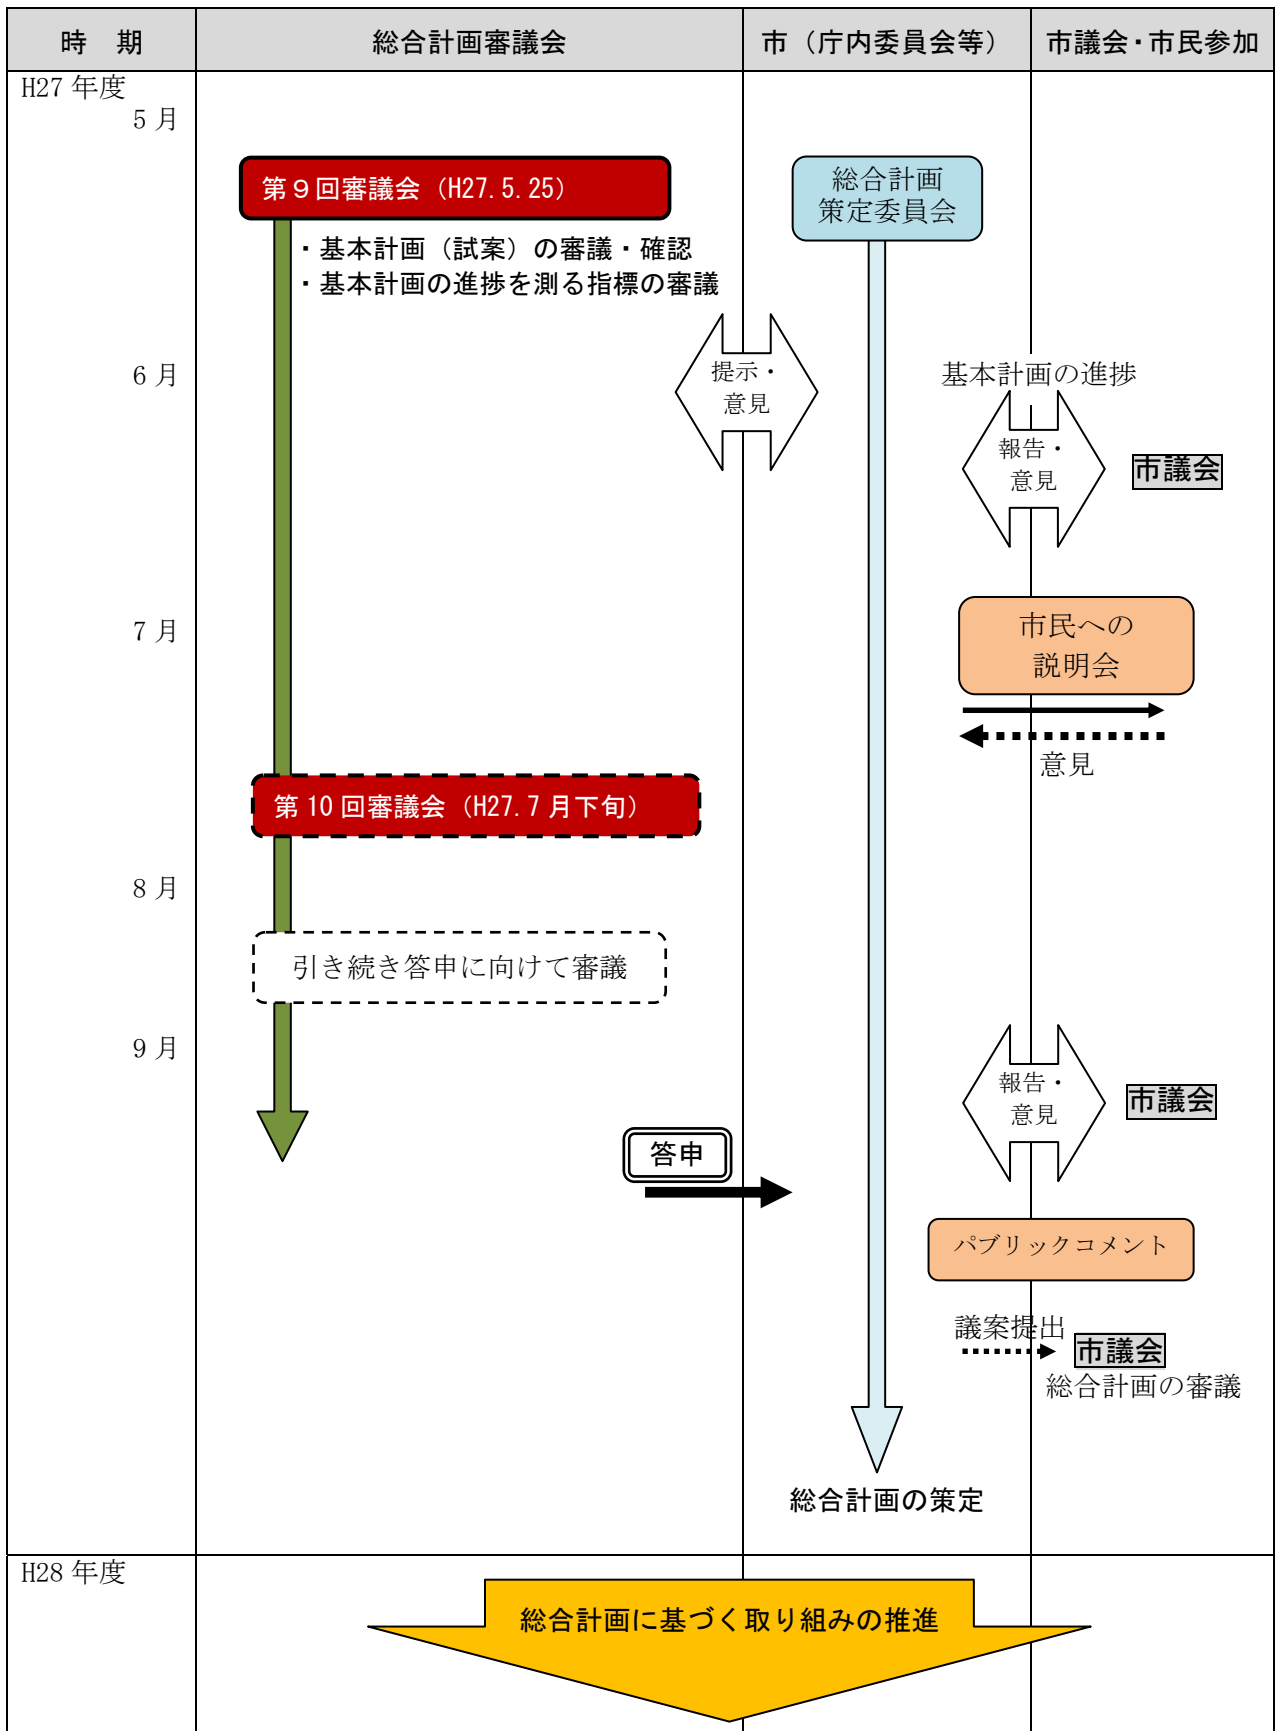 時　期
総合計画審議会
市（庁内委員会等）
市議会・市民参加
H27 年度
5 月
第９回審議会（H27.5.25）
・基本計画（試案）の審議・確認
・基本計画の進捗を測る指標の審議
総合計画
策定委員会
6 月
提示・
意見
基本計画の進捗
報告・
意見
市議会
7 月
市民への
説明会
意見
第 10 回審議会（H27.7 月下旬）
8 月
引き続き答申に向けて審議
9 月
報告・
意見
市議会
答申
パブリックコメント
議案提出
市議会
総合計画の審議
総合計画の策定
H28 年度
総合計画に基づく取り組みの推進